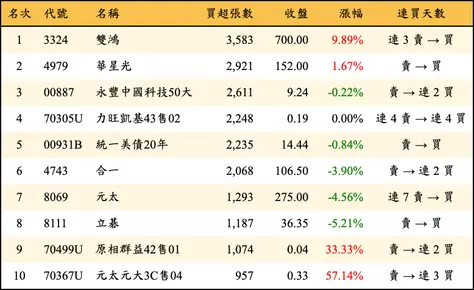 名次 代號 名稱 買超張數 收盤 漲幅 連買天數
1 3324 雙鴻 3,583 700.00 9.89% 連 3 賣 → 買
2 4979 華星光 2,921 152.00 1.67% 賣 → 買
3 00887 永豐中國科技50大 2,611 9.24 -0.22% 賣 → 連 2 買
4 70305U 力旺凱基43售02 2,248 0.19 0.00% 連 4 賣 → 連 4 買
5 00931B 統一美債20年 2,235 14.44 -0.84% 賣 → 買
6 4743 合一 2,068 106.50 -3.90% 賣 → 連 2 買
7 8069 元太 1,293 275.00 -4.56% 連 7 賣 → 買
8 8111 立碁 1,187 36.35 -5.21% 賣 → 買
9 70499U 原相群益42售01 1,074 0.04 33.33% 賣 → 連 2 買
10 70367U 元太元大3C售04 957 0.33 57.14% 賣 → 連 3 買